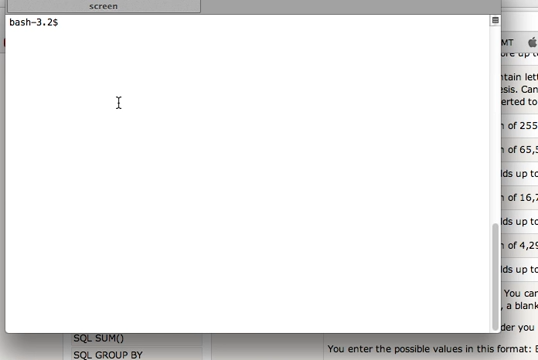 screen
bash-3.2$
MT
ore up to
ntain lett
esis. Can
erted to
n of 255
n of 65,5
lds up to
n of 16,7
lds up to
n of 4,29
lds up to
You can
, a blank
rder you
You enter the possible values in this format: E
SQL SUM()
SQL GROUP BY